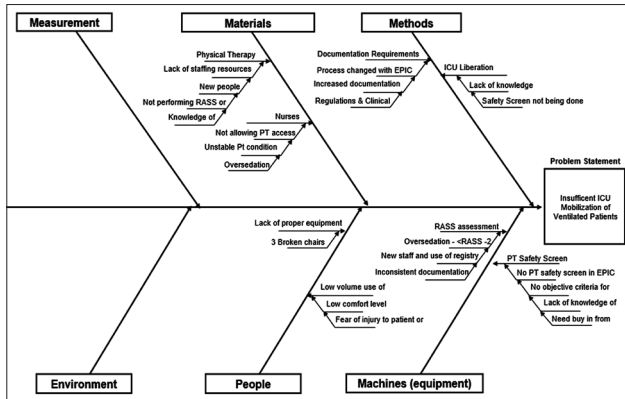 Measurement
Materials
Methods
Physical Therapy
Lack of staffing resources
New people
Not performing RASS or
Knowledge of
Nurses
Not allowing PT access
Unstable Pt condition
Oversedation
Documentation Requirements
Process changed with EPIC
Increased documentation
Regulations & Clinical
ICU Liberation
Lack of knowledge
Safety Screen not being done
Problem Statement
Insufficient ICU
Mobilization of
Ventilated Patients
Lack of proper equipment
3 Broken chairs
Low volume use of
Low comfort level
Fear of injury to patient or
RASS assessment
Oversedation - <RASS -2
New staff and use of registry
Inconsistent documentation
PT Safety Screen
No PT safety screen in EPIC
No objective criteria for
Lack of knowledge of
Need buy in from
Environment
People
Machines (equipment)